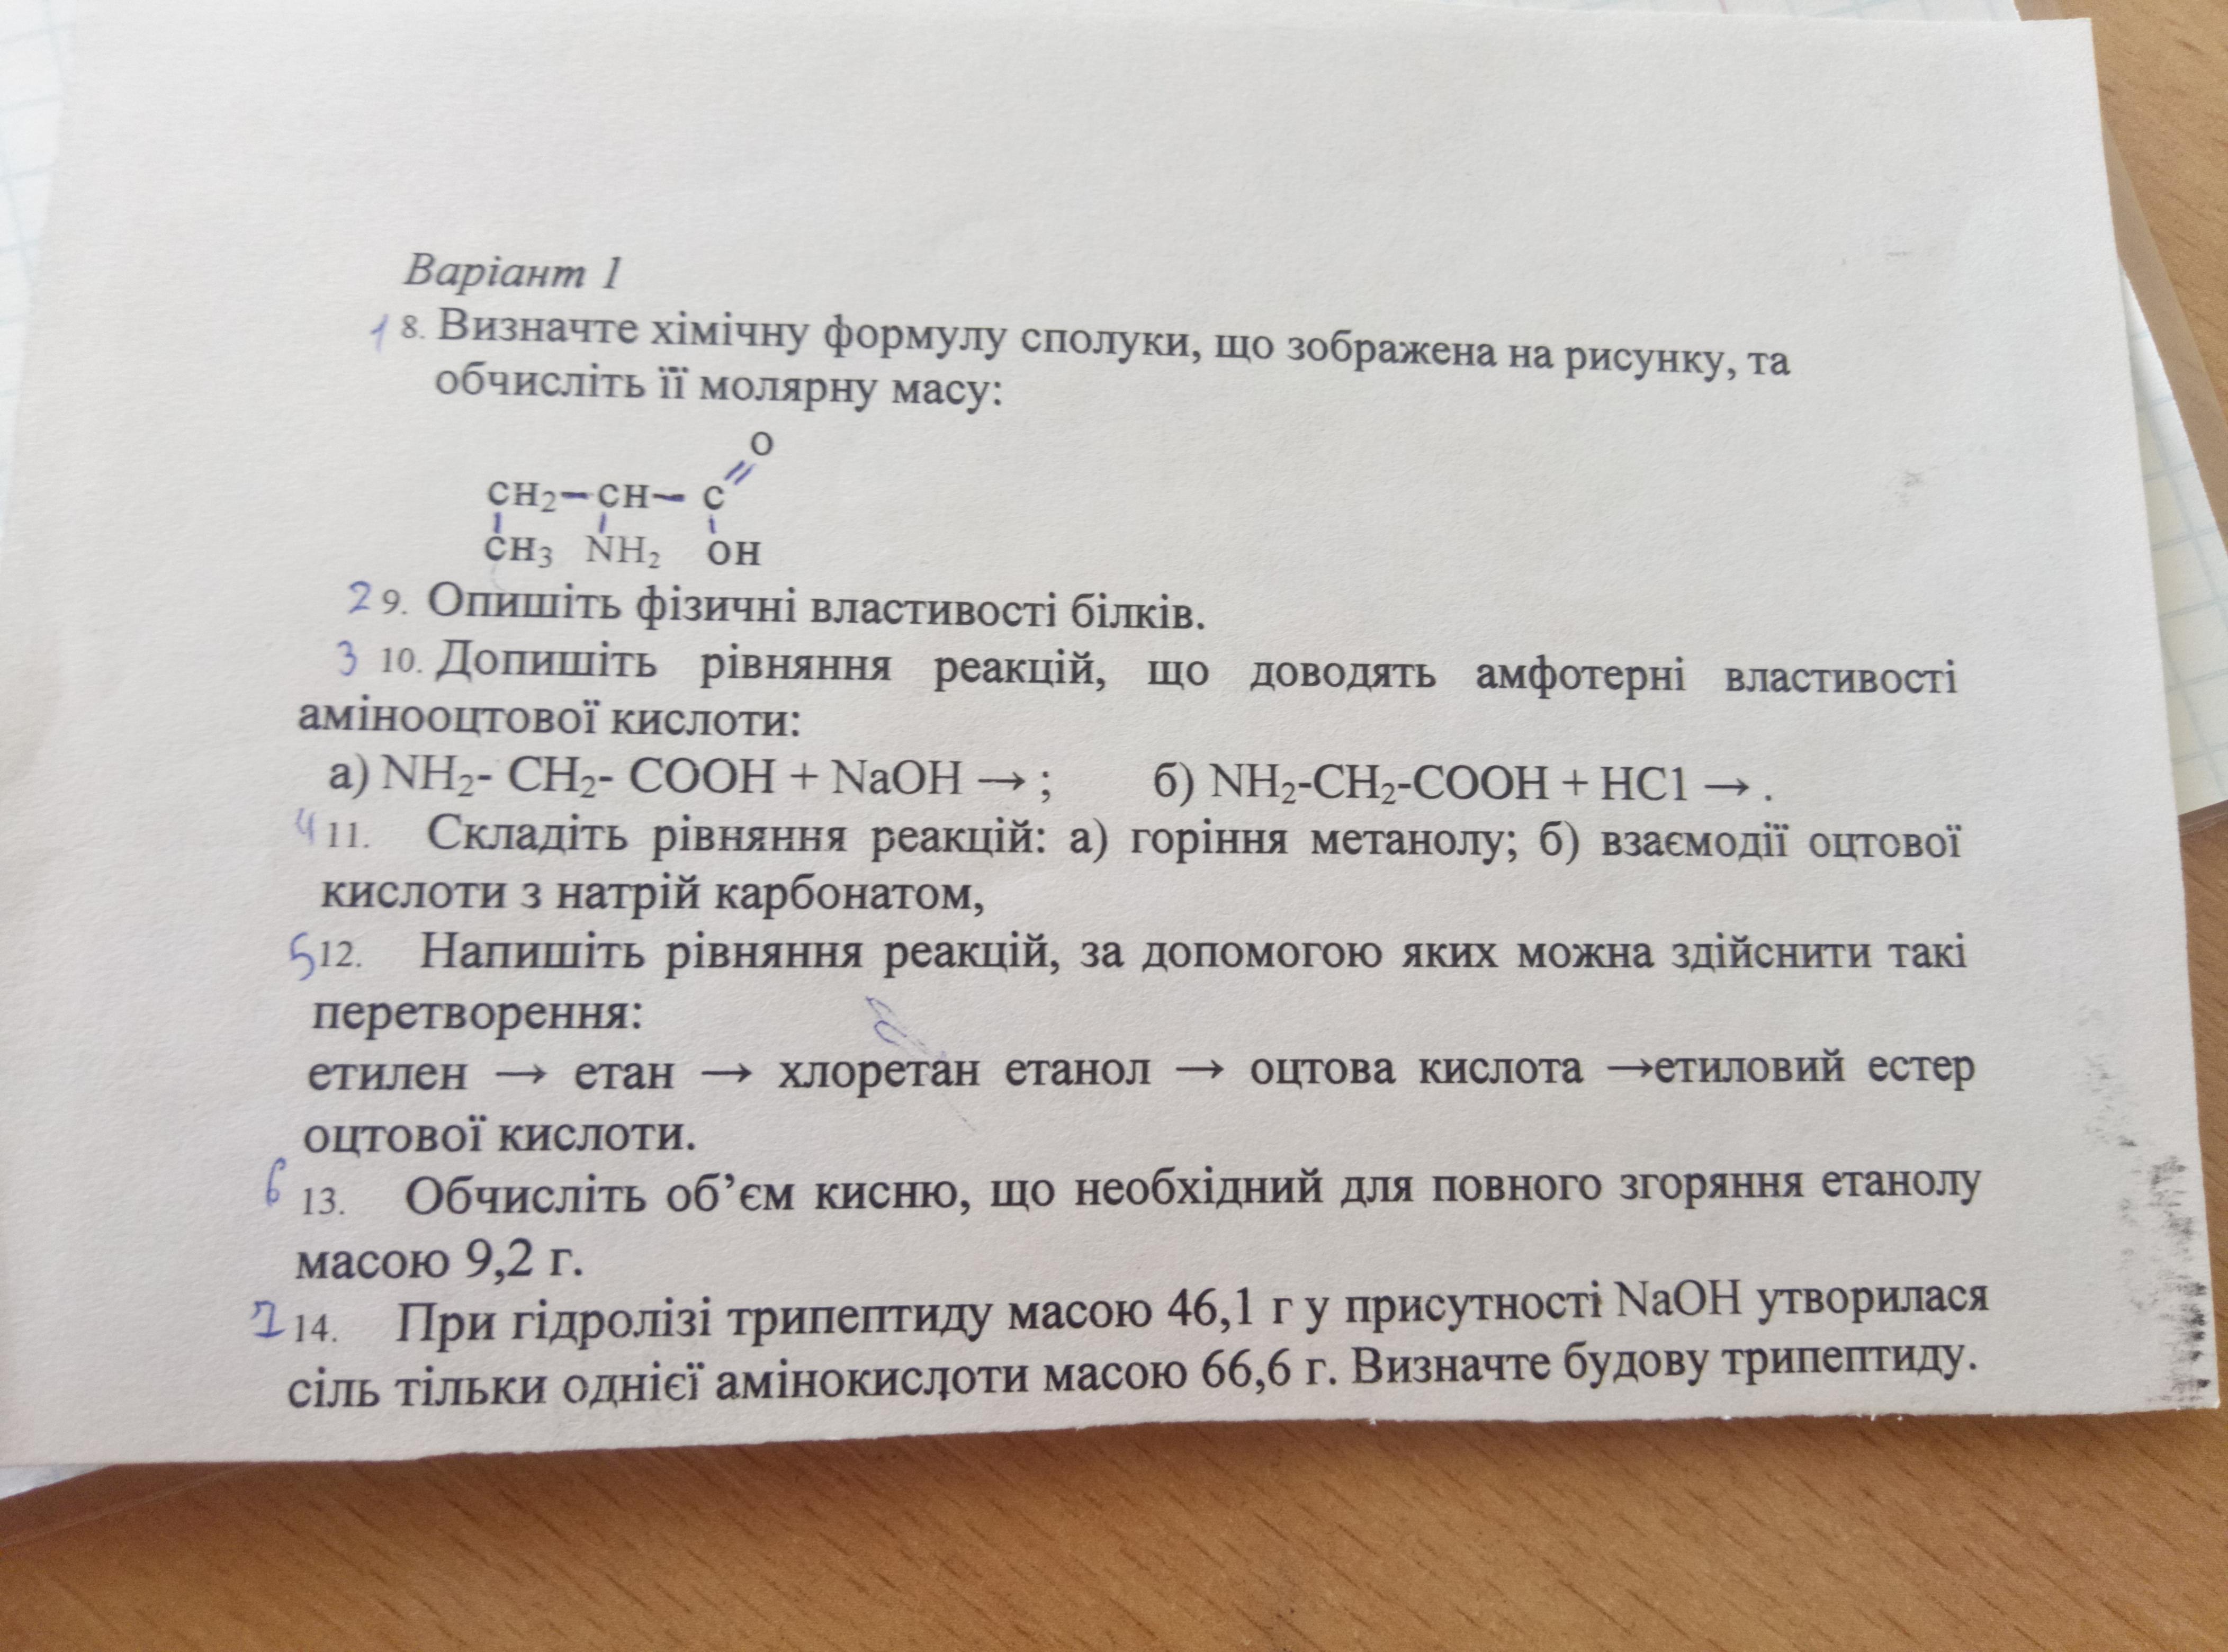 Варіант 1
1 8. Визначте хімічну формулу сполуки, що зображена на рисунку, та
обчисліть її молярну масу:
O
CH₂–CH–C
CH₃ NH₂ OH
2 9. Опишіть фізичні властивості білків.
3 10. Допишіть рівняння реакцій, що доводять амфотерні властивості
амінооцтової кислоти:
а) NH₂- CH₂- COOH + NaOH → ; б) NH₂-CH₂-COOH + HC1 → .
4 11. Складіть рівняння реакцій: а) горіння метанолу; б) взаємодії оцтової
кислоти з натрій карбонатом,
5 12. Напишіть рівняння реакцій, за допомогою яких можна здійснити такі
перетворення:
етилен → етан → хлоретан етанол → оцтова кислота →етиловий естер
оцтової кислоти.
6 13. Обчисліть об’єм кисню, що необхідний для повного згоряння етанолу
масою 9,2 г.
7 14. При гідролізі трипептиду масою 46,1 г у присутності NaOH утворилася
сіль тільки однієї амінокислоти масою 66,6 г. Визначте будову трипептиду.